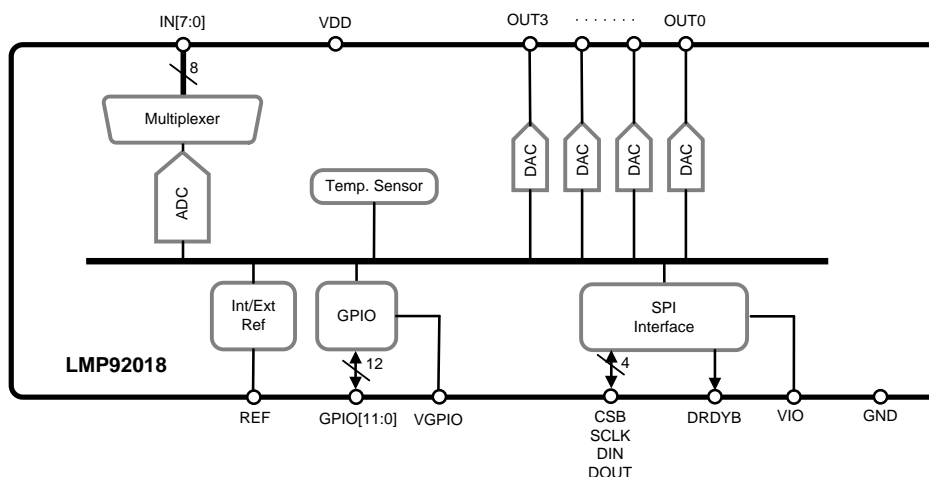 IN[7:0]
VDD
OUT3
· · · · · · ·
OUT0
8
Multiplexer
ADC
Temp. Sensor
DAC
DAC
DAC
DAC
Int/Ext
Ref
GPIO
SPI
Interface
LMP92018
12
4
REF
GPIO[11:0]
VGPIO
CSB
SCLK
DIN
DOUT
DRDYB
VIO
GND